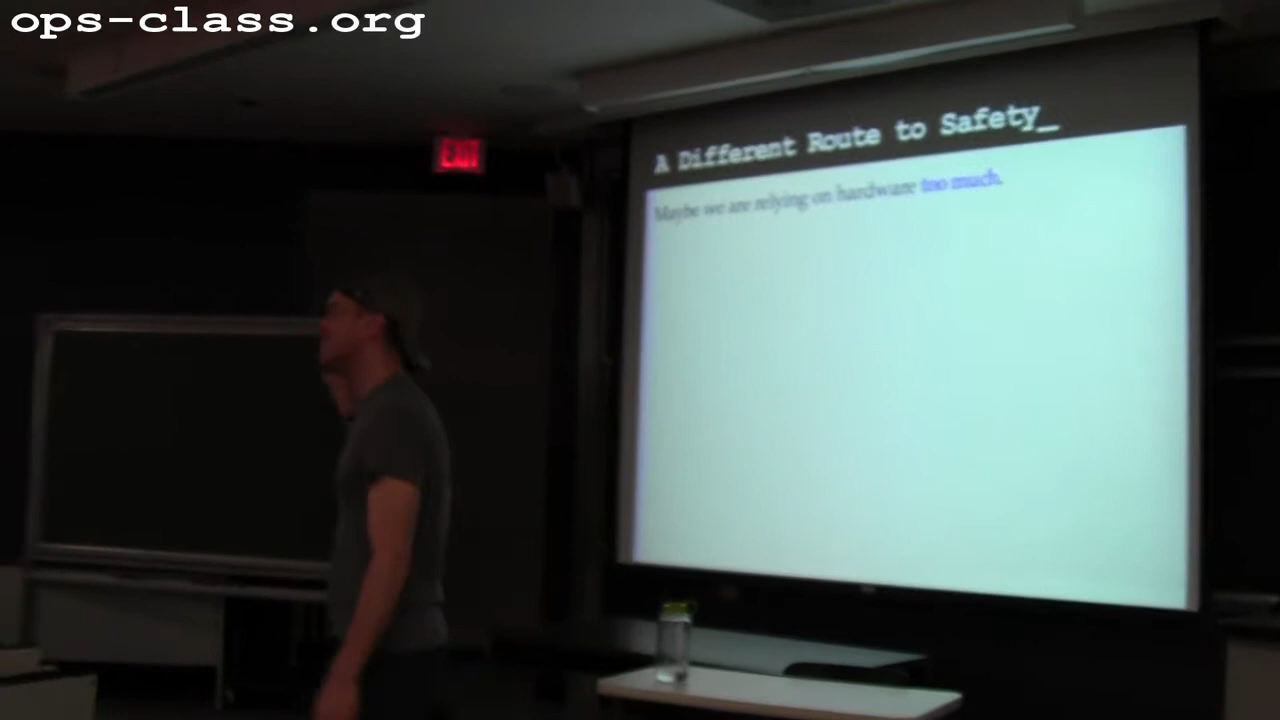 ops-class.org
EXIT
A Different Route to Safety_
Maybe we are relying on hardware too much.